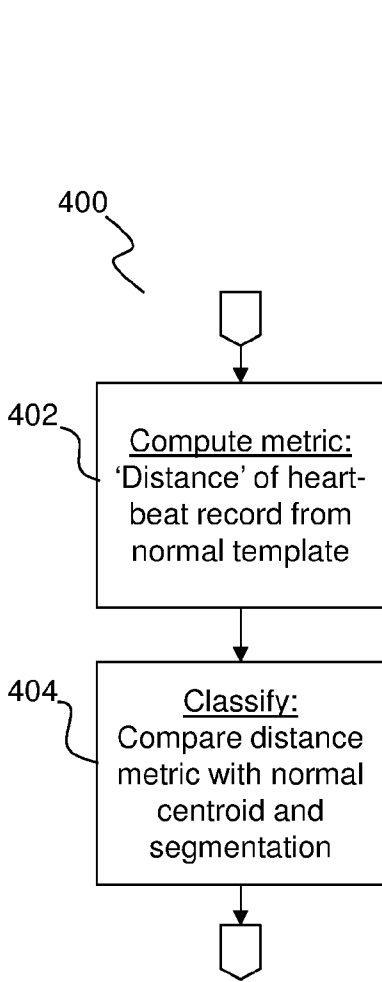 400
402
Compute metric:
‘Distance’ of heart-
beat record from
normal template
404
Classify:
Compare distance
metric with normal
centroid and
segmentation